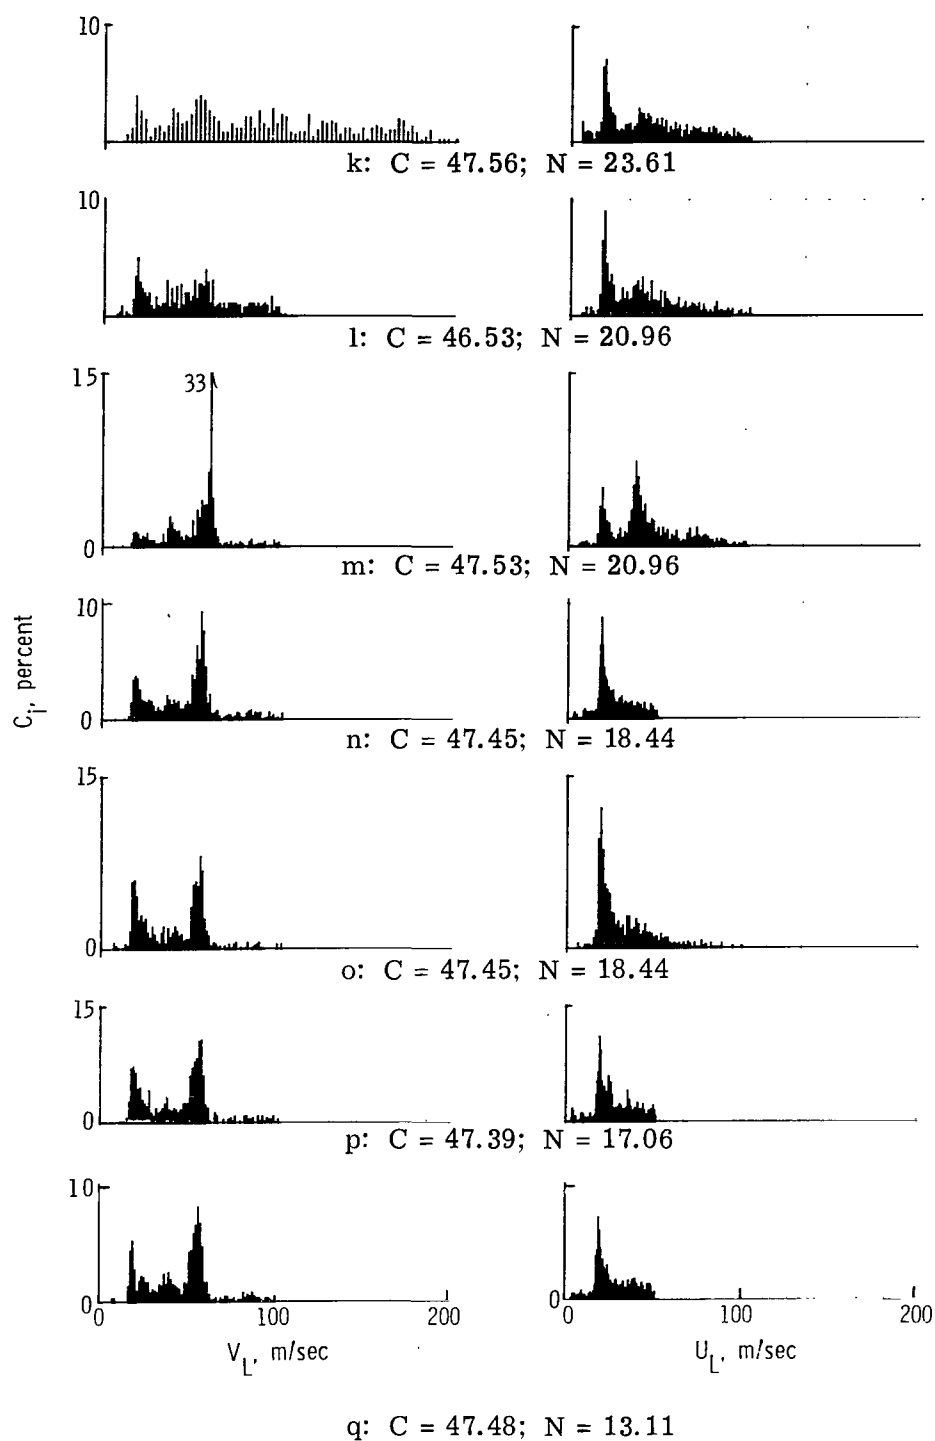 10
k: C = 47.56; N = 23.61
10
l: C = 46.53; N = 20.96
15
33
0
m: C = 47.53; N = 20.96
10
C_i, percent
0
n: C = 47.45; N = 18.44
15
0
o: C = 47.45; N = 18.44
15
0
p: C = 47.39; N = 17.06
10
0 0
0 100 200 0 100 200
V_L, m/sec U_L, m/sec
q: C = 47.48; N = 13.11